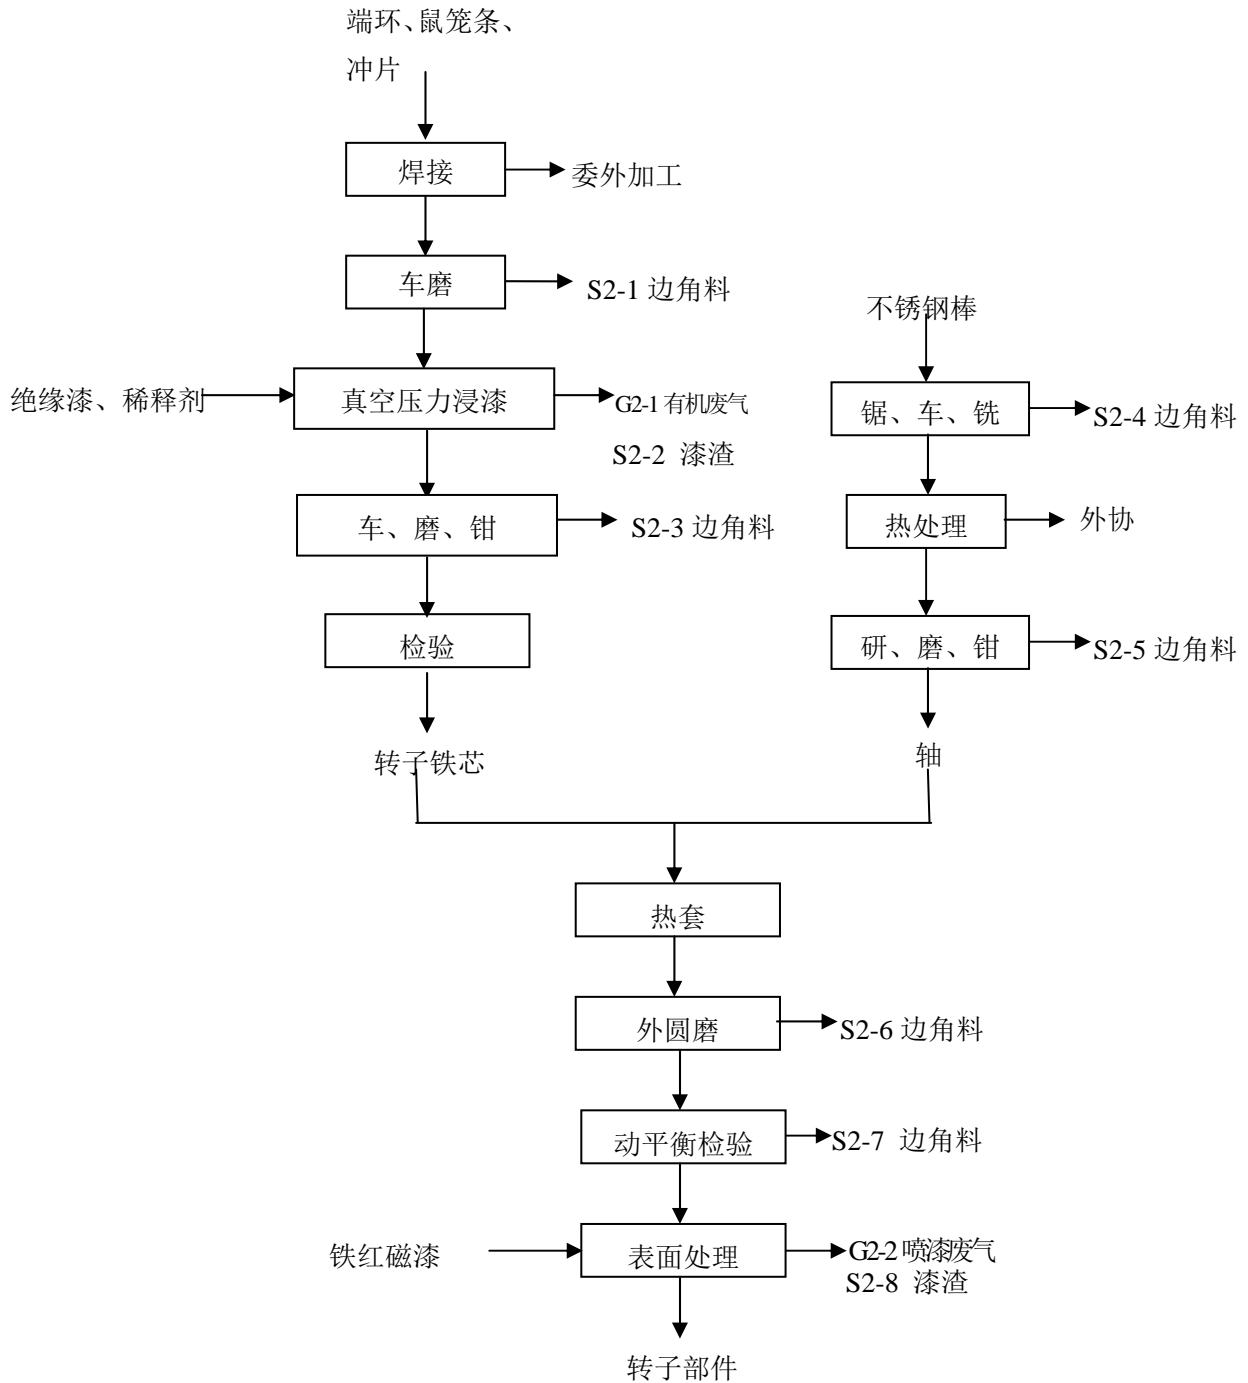 端环、鼠笼条、
冲片
焊接
委外加工
车磨
S2-1 边角料
不锈钢棒
绝缘漆、稀释剂
真空压力浸漆
G2-1 有机废气
S2-2 漆渣
锯、车、铣
S2-4 边角料
车、磨、钳
S2-3 边角料
热处理
外协
检验
研、磨、钳
S2-5 边角料
转子铁芯
轴
热套
外圆磨
S2-6 边角料
动平衡检验
S2-7 边角料
铁红磁漆
表面处理
G2-2 喷漆废气
S2-8 漆渣
转子部件